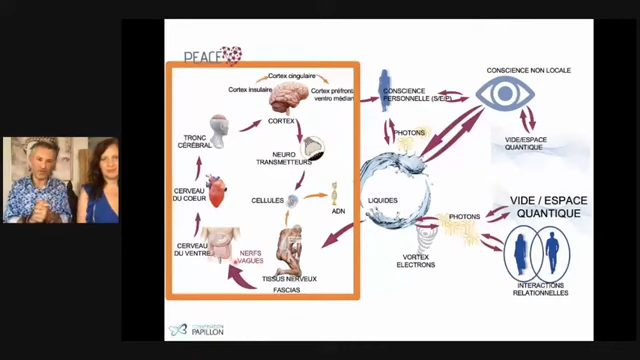 PEACE
Cortex cingulaire
Cortex insulaire
Cortex préfrontal
ventro médian
CORTEX
TRONC
CÉRÉBRAL
NEURO
TRANSMETTEURS
CERVEAU
DU COEUR
CELLULES
ADN
CERVEAU
DU VENTRE
NERFS
VAGUES
TISSUS NERVEUX
FASCIAS
CONSCIENCE
PERSONNELLE (S/E/P)
CONSCIENCE NON LOCALE
PHOTONS
VIDE/ESPACE
QUANTIQUE
LIQUIDES
PHOTONS
VIDE / ESPACE
QUANTIQUE
VORTEX
ELECTRONS
INTERACTIONS
RELATIONNELLES
PAPILLON